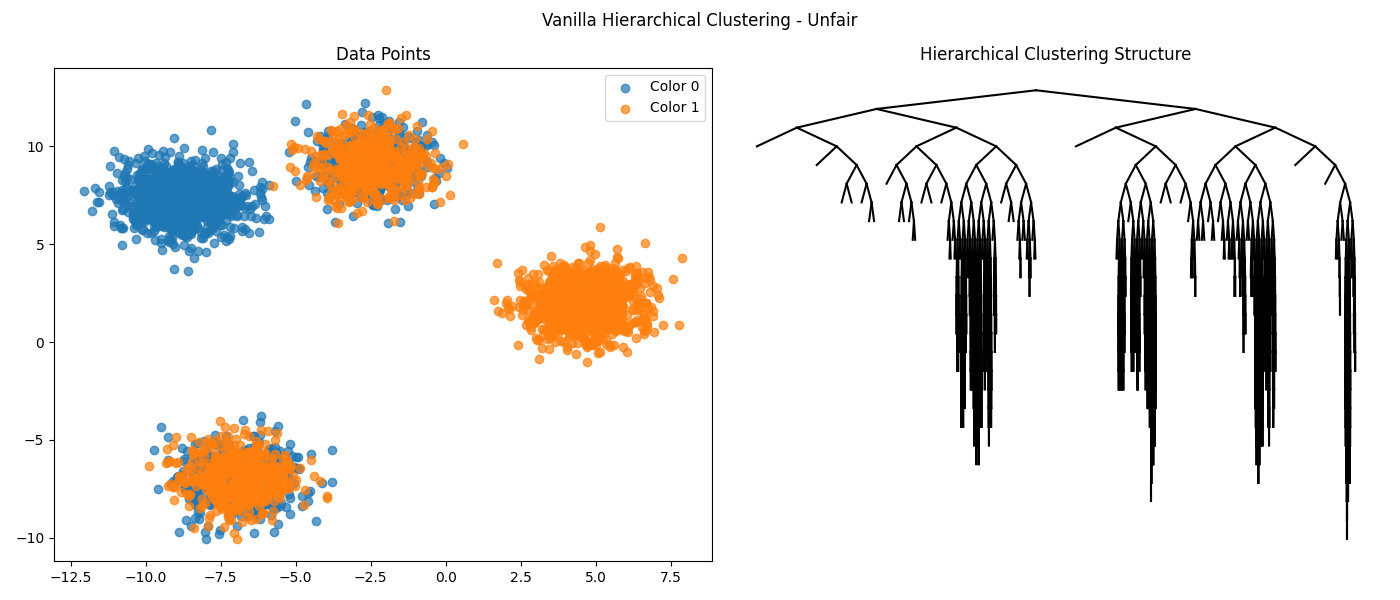 Vanilla Hierarchical Clustering - Unfair
Data Points
Hierarchical Clustering Structure
Color 0
Color 1
10
5
0
−5
−10
−12.5
−10.0
−7.5
−5.0
−2.5
0.0
2.5
5.0
7.5